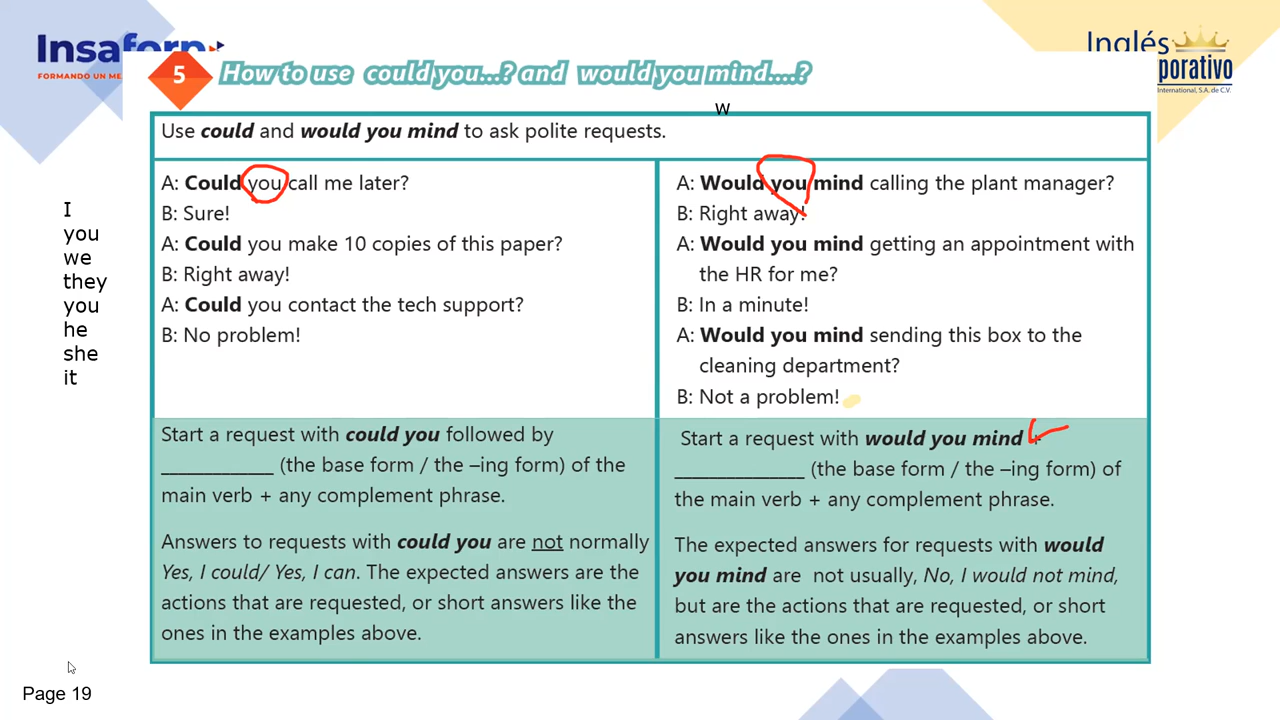 Insaforp
FORMANDO UN ME
Inglés
porativo
International, S.A. de C.V.
5
How to use could you...? and would you mind....?
w
Use could and would you mind to ask polite requests.
A: Could you call me later?
B: Sure!
A: Could you make 10 copies of this paper?
B: Right away!
A: Could you contact the tech support?
B: No problem!
A: Would you mind calling the plant manager?
B: Right away!
A: Would you mind getting an appointment with
the HR for me?
B: In a minute!
A: Would you mind sending this box to the
cleaning department?
B: Not a problem!
I
you
we
they
you
he
she
it
Start a request with could you followed by
____________ (the base form / the –ing form) of the
main verb + any complement phrase.
Answers to requests with could you are not normally
Yes, I could/ Yes, I can. The expected answers are the
actions that are requested, or short answers like the
ones in the examples above.
Start a request with would you mind +
______________ (the base form / the –ing form) of
the main verb + any complement phrase.
The expected answers for requests with would
you mind are not usually, No, I would not mind,
but are the actions that are requested, or short
answers like the ones in the examples above.
Page 19